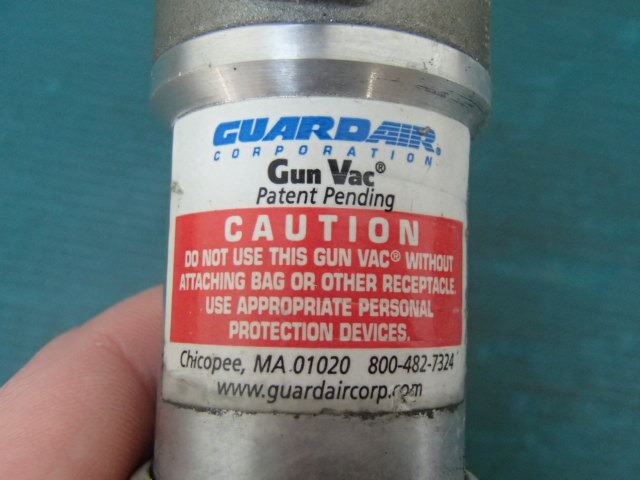 GUARDAIR®
CORPORATION
Gun Vac®
Patent Pending
CAUTION
DO NOT USE THIS GUN VAC® WITHOUT
ATTACHING BAG OR OTHER RECEPTACLE.
USE APPROPRIATE PERSONAL
PROTECTION DEVICES.
Chicopee, MA 01020 800-482-7324
www.guardaircorp.com